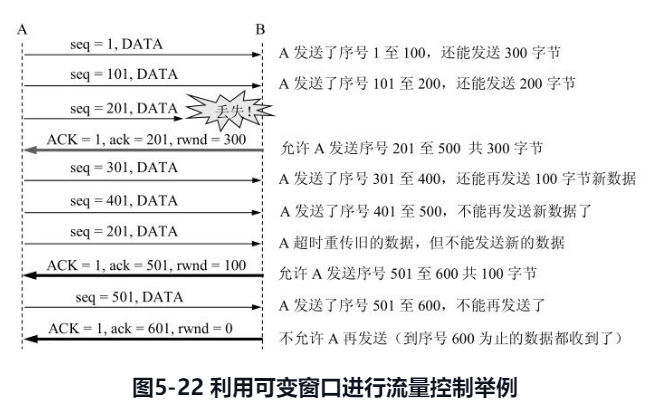 A B
seq = 1, DATA A 发送了序号 1 至 100，还能发送 300 字节
seq = 101, DATA A 发送了序号 101 至 200，还能发送 200 字节
seq = 201, DATA 丢失！
ACK = 1, ack = 201, rwnd = 300 允许 A 发送序号 201 至 500 共 300 字节
seq = 301, DATA A 发送了序号 301 至 400，还能再发送 100 字节新数据
seq = 401, DATA A 发送了序号 401 至 500，不能再发送新数据了
seq = 201, DATA A 超时重传旧的数据，但不能发送新的数据
ACK = 1, ack = 501, rwnd = 100 允许 A 发送序号 501 至 600 共 100 字节
seq = 501, DATA A 发送了序号 501 至 600，不能再发送了
ACK = 1, ack = 601, rwnd = 0 不允许 A 再发送（到序号 600 为止的数据都收到了）
图5-22 利用可变窗口进行流量控制举例